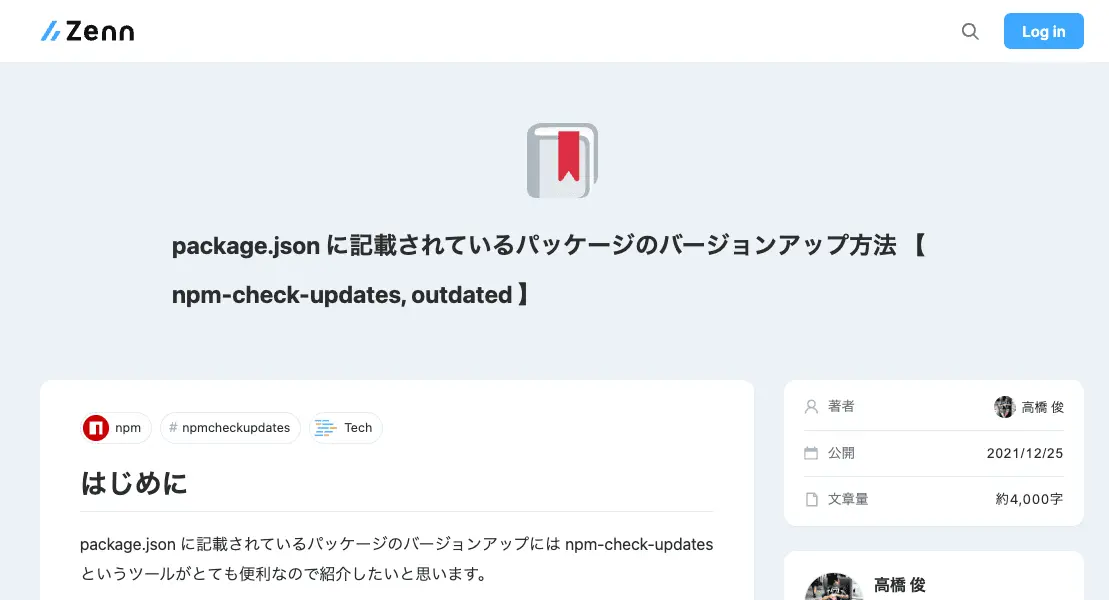 Zenn
Log in
package.json に記載されているパッケージのバージョンアップ方法 【
npm-check-updates, outdated 】
npm
# npmcheckupdates
Tech
はじめに
package.json に記載されているパッケージのバージョンアップには npm-check-updates
というツールがとても便利なので紹介したいと思います。
著者 高橋 俊
公開 2021/12/25
文章量 約4,000字
高橋 俊